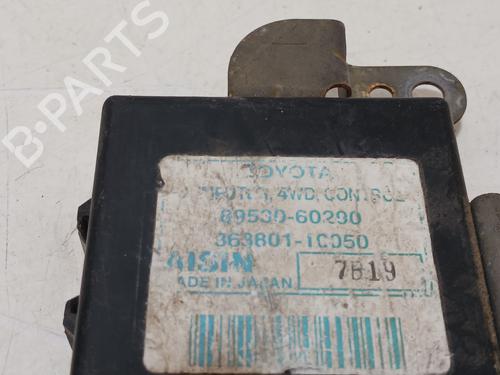 B-PARTS
TOYOTA
4WD, CONTROL
89530-60290
363801-1C050
AISIN
7B19
ADE IN JAPAN